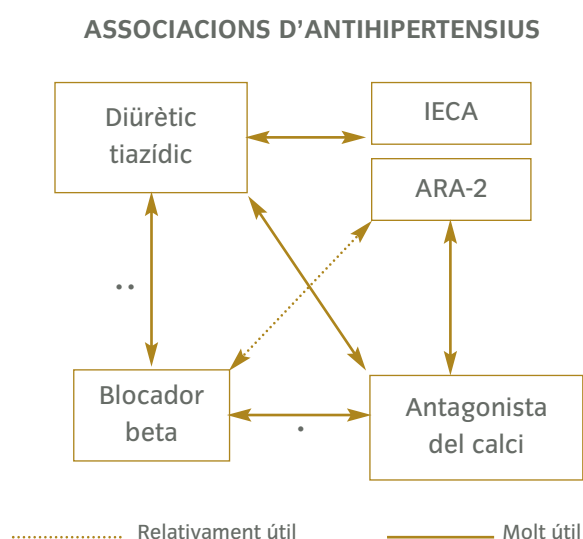 ASSOCIACIONS D'ANTIHIPERTENSIUS
Diürètic
tiazídic
IECA
ARA-2
Blocador
beta
Antagonista
del calci
Relativament útil
Molt útil